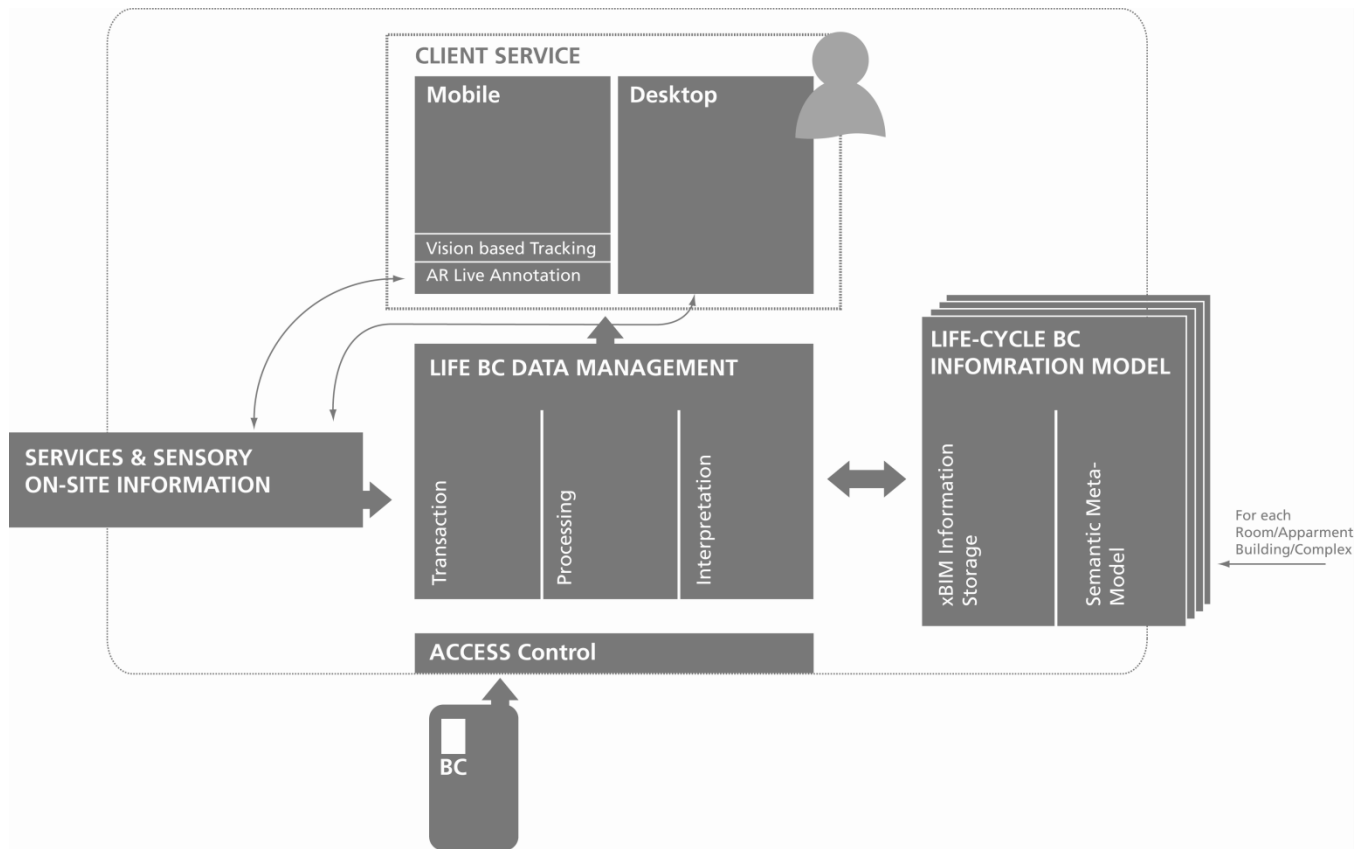 CLIENT SERVICE
Mobile
Desktop
Vision based Tracking
AR Live Annotation
LIFE BC DATA MANAGEMENT
Transaction
Processing
Interpretation
SERVICES & SENSORY
ON-SITE INFORMATION
LIFE-CYCLE BC
INFOMRATION MODEL
xBIM Information
Storage
Semantic Meta-
Model
For each
Room/Apparment
Building/Complex
ACCESS Control
BC